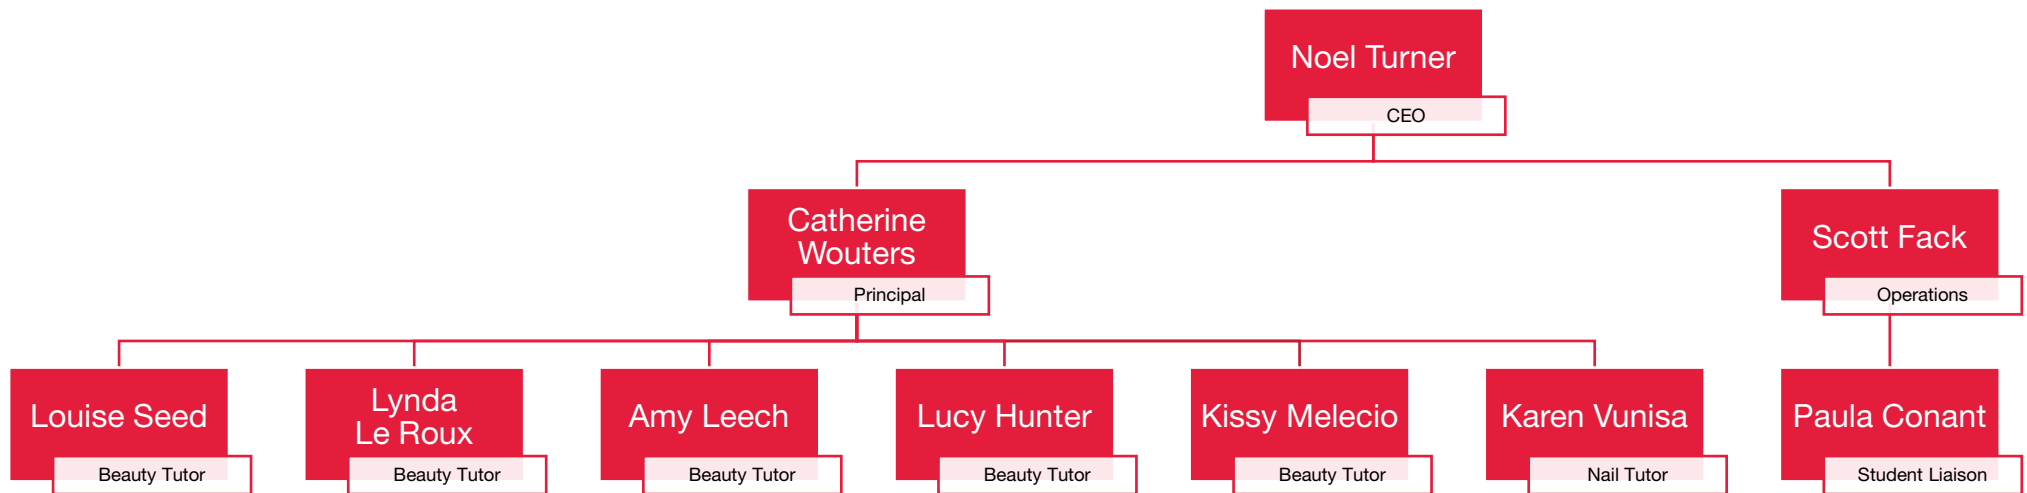 Noel Turner
CEO
Catherine
Wouters
Principal
Scott Fack
Operations
Louise Seed
Beauty Tutor
Lynda
Le Roux
Beauty Tutor
Amy Leech
Beauty Tutor
Lucy Hunter
Beauty Tutor
Kissy Melecio
Beauty Tutor
Karen Vunisa
Nail Tutor
Paula Conant
Student Liaison